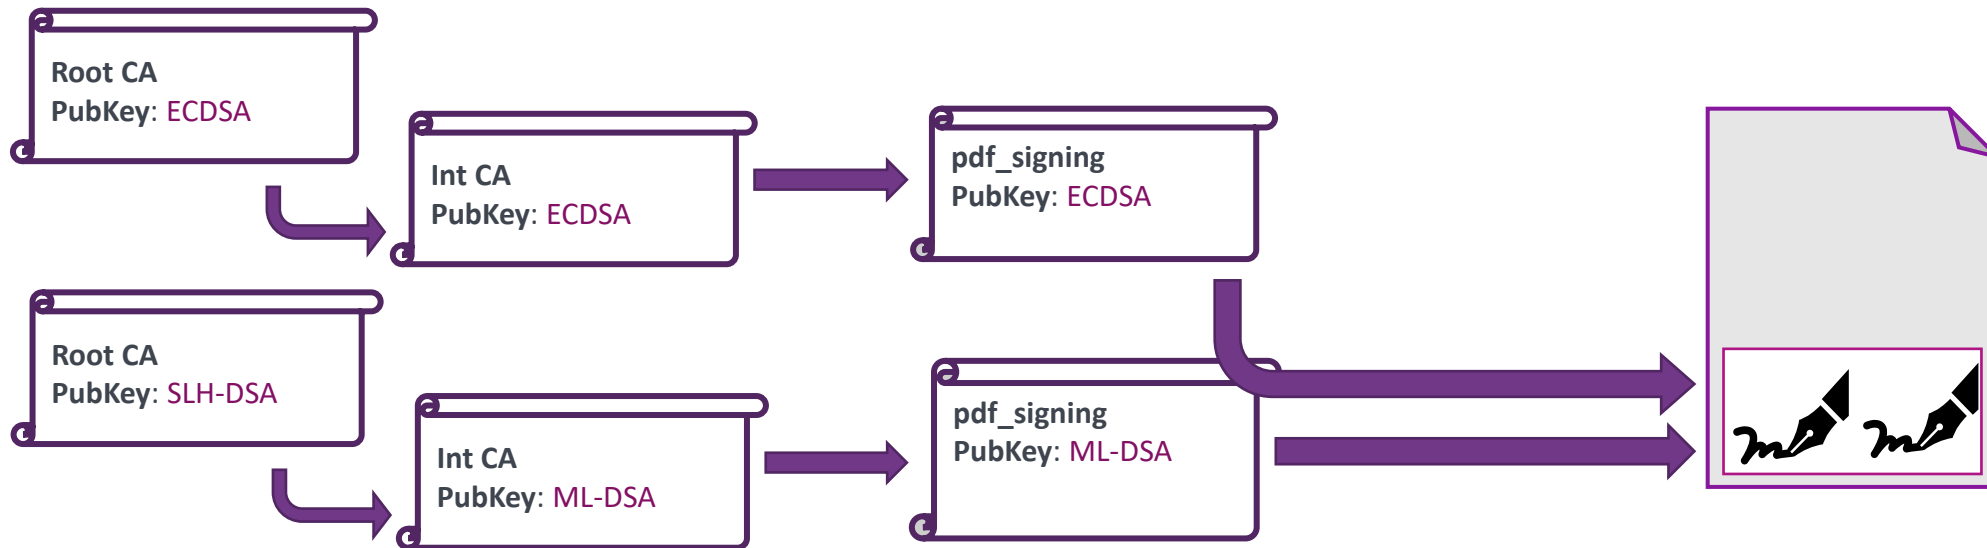 Root CA
PubKey: ECDSA
Int CA
PubKey: ECDSA
pdf_signing
PubKey: ECDSA
Root CA
PubKey: SLH-DSA
Int CA
PubKey: ML-DSA
pdf_signing
PubKey: ML-DSA